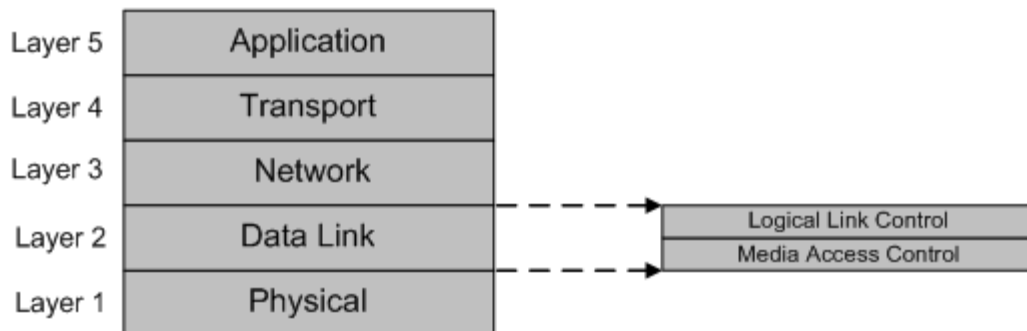 Layer 5 Application
Layer 4 Transport
Layer 3 Network
Layer 2 Data Link
Logical Link Control
Media Access Control
Layer 1 Physical